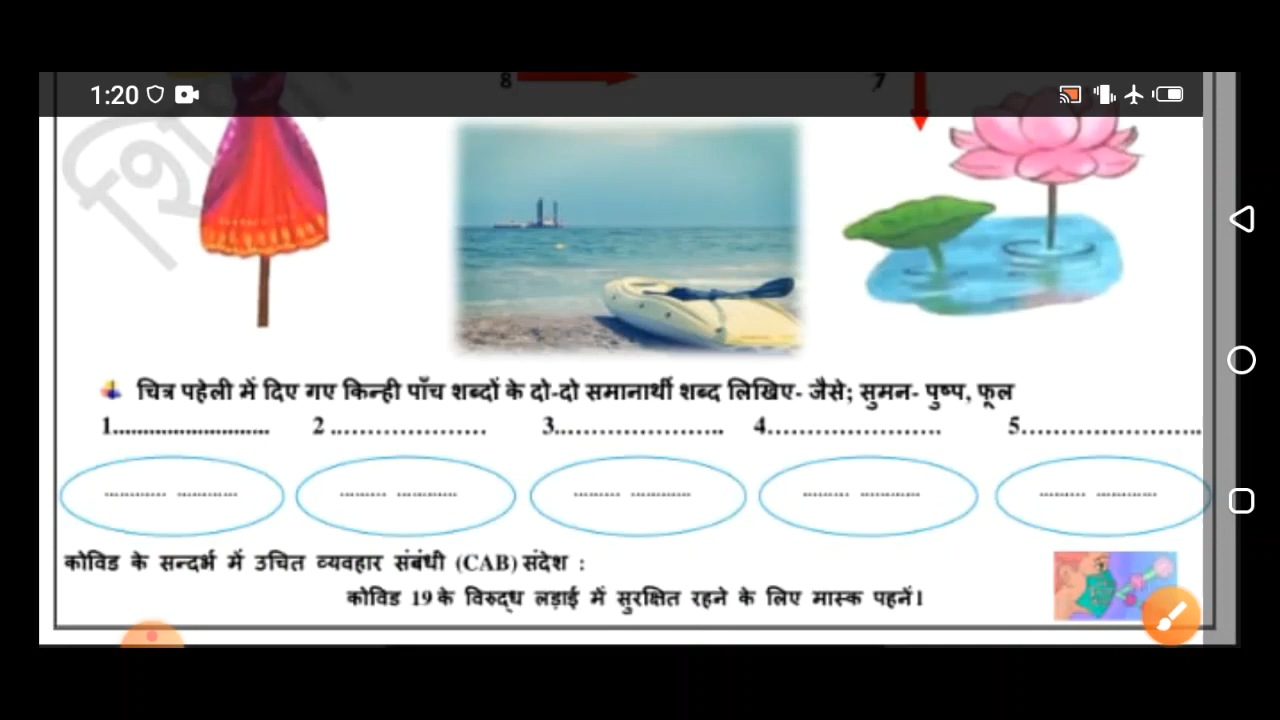 1:20
8
7
शि
चित्र पहेली में दिए गए किन्ही पाँच शब्दों के दो-दो समानार्थी शब्द लिखिए- जैसे; सुमन- पुष्प, फूल
1........................... 2 ..………………. 3.…………………….. 4…………………. 5…………………….
कोविड के सन्दर्भ में उचित व्यवहार संबंधी (CAB) संदेश :
कोविड 19 के विरुद्ध लड़ाई में सुरक्षित रहने के लिए मास्क पहनें।